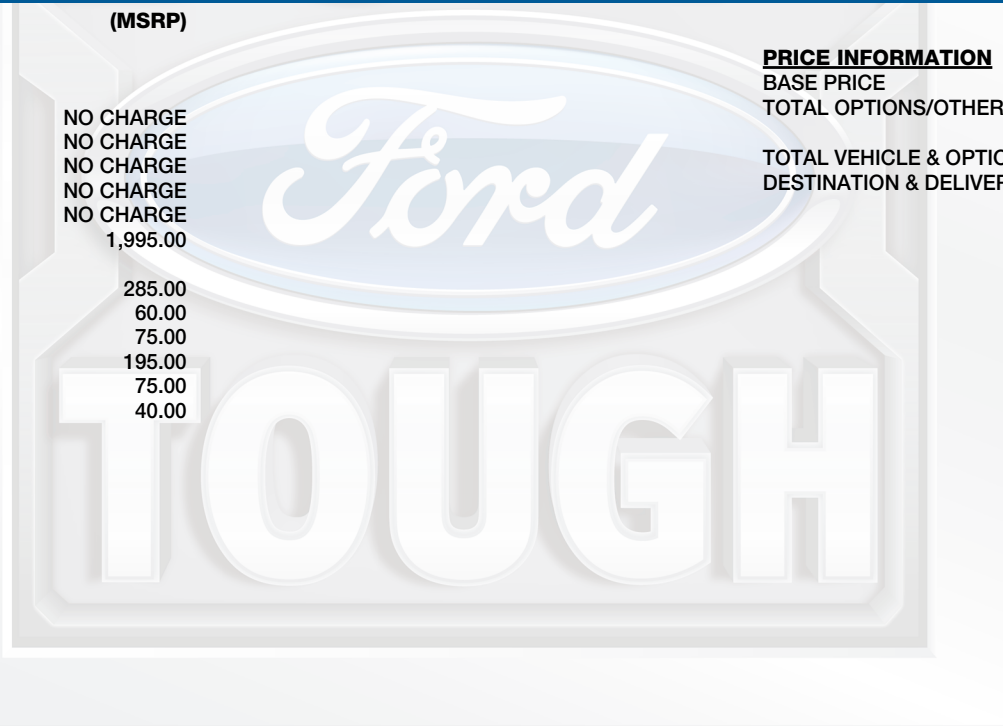 (MSRP)
NO CHARGE
NO CHARGE
NO CHARGE
NO CHARGE
NO CHARGE
1,995.00
285.00
60.00
75.00
195.00
75.00
40.00
PRICE INFORMATION
BASE PRICE
TOTAL OPTIONS/OTHER
TOTAL VEHICLE &
DESTINATION &
Ford
TOUGH